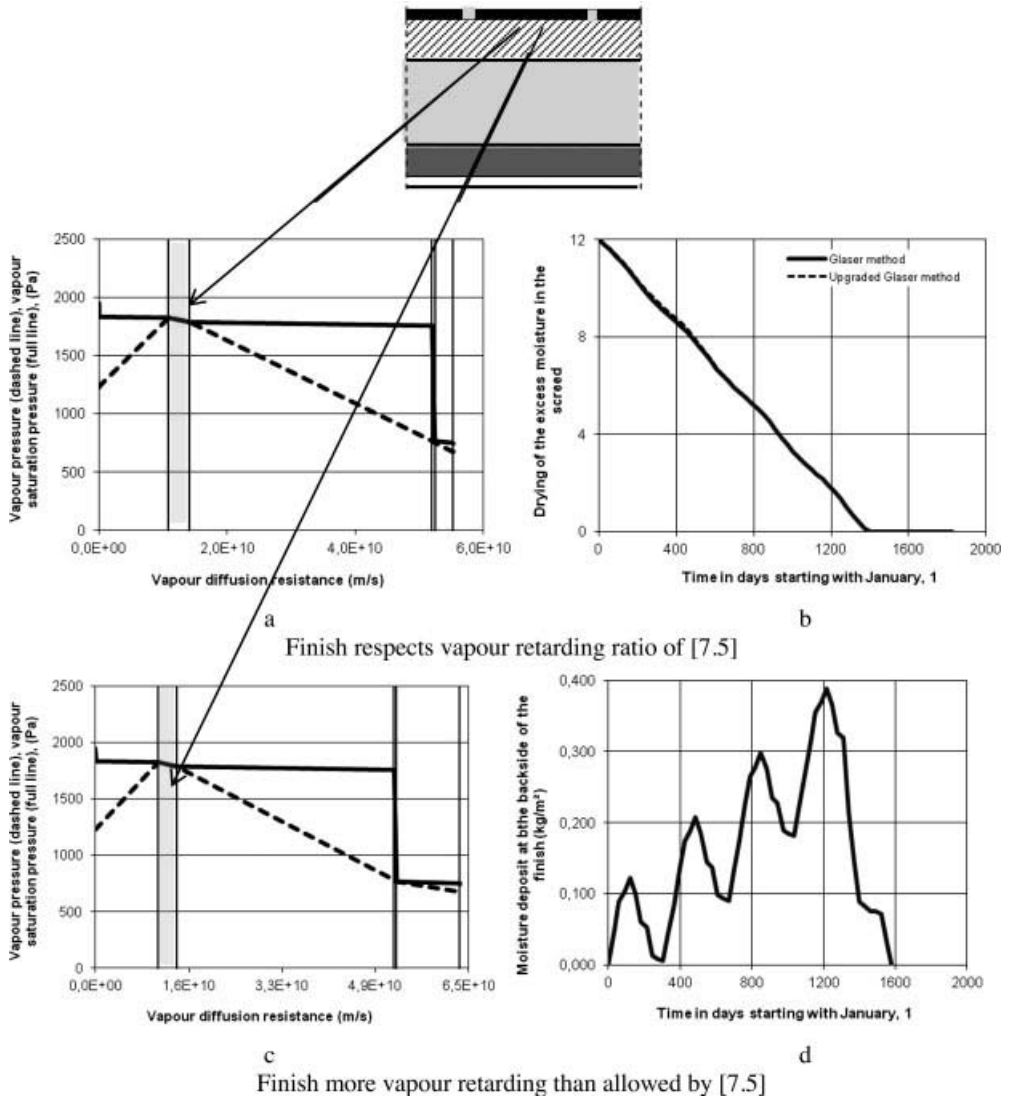 2500
2000
1500
1000
500
0
Vapour pressure (dashed line), vapour
saturation pressure (full line), (Pa)
0,0E+00
2,0E+10
4,0E+10
6,0E+10
Vapour diffusion resistance (m/s)
a
12
8
4
0
Drying of the excess moisture in the
screed
Glaser method
Upgraded Glaser method
0
400
800
1200
1600
2000
Time in days starting with January, 1
b
Finish respects vapour retarding ratio of [7.5]
2500
2000
1500
1000
500
0
Vapour pressure (dashed line), vapour
saturation pressure (full line), (Pa)
0,0E+00
1,6E+10
3,3E+10
4,9E+10
6,5E+10
Vapour diffusion resistance (m/s)
c
0,400
0,300
0,200
0,100
0,000
Moisture deposit at bthe backside of the
finish (kg/m²)
0
400
800
1200
1600
2000
Time in days starting with January, 1
d
Finish more vapour retarding than allowed by [7.5]